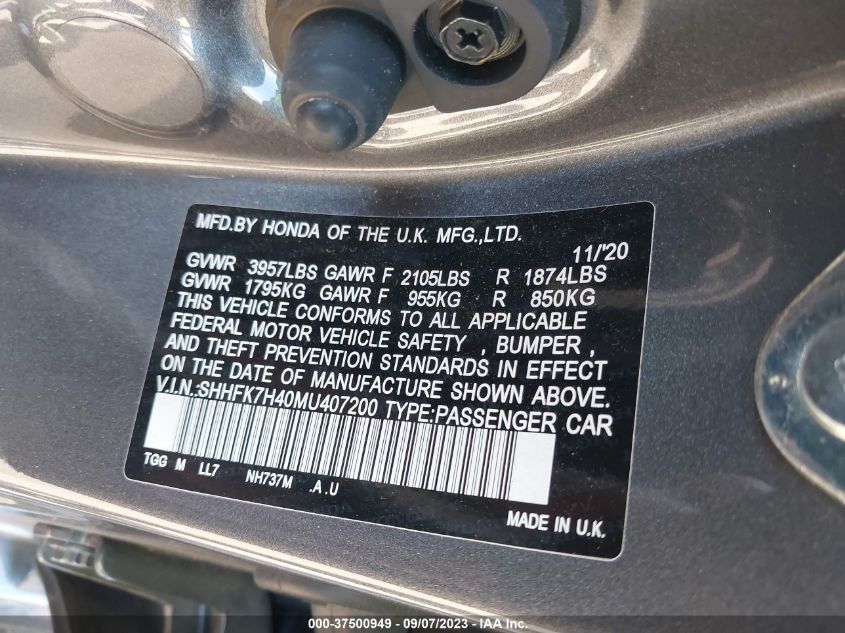 MFD.BY HONDA OF THE U.K. MFG.,LTD.
11/'20
GVWR 3957LBS GAWR F 2105LBS R 1874LBS
GVWR 1795KG GAWR F 955KG R 850KG
THIS VEHICLE CONFORMS TO ALL APPLICABLE
FEDERAL MOTOR VEHICLE SAFETY , BUMPER ,
AND THEFT PREVENTION STANDARDS IN EFFECT
ON THE DATE OF MANUFACTURE SHOWN ABOVE.
V.I.N.:SHHFK7H40MU407200 TYPE:PASSENGER CAR
TGG M LL7 NH737M .A.U
MADE IN U.K.
000-37500949 - 09/07/2023 - IAA Inc.